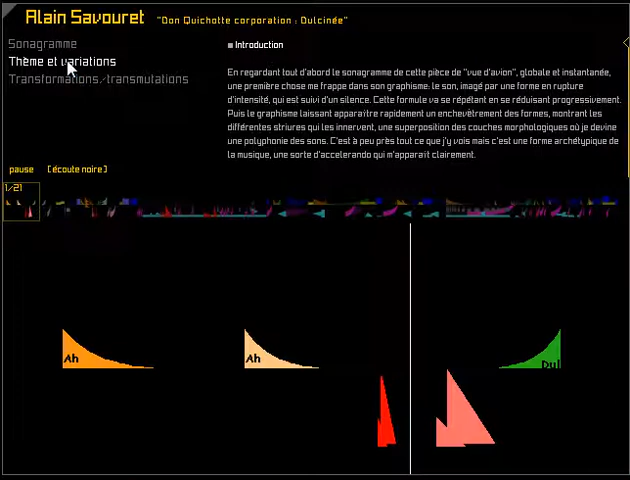 Alain Savouret "Don Quichotte corporation : Dulcinée"
Sonagramme
Thème et variations
Transformations/transmutations
Introduction
En regardant tout d'abord le sonagramme de cette pièce de "vue d'avion", globale et instantanée,
une première chose me frappe dans son graphisme: le son, imagé par une forme en rupture
d'intensité, qui est suivi d'un silence. Cette formule va se répétant en se réduisant progressivement.
Puis le graphisme laissant apparaître rapidement un enchevêtrement des formes, montrant les
différentes striures qui les innervent, une superposition des couches morphologiques où je devine
une polyphonie des sons. C'est à peu près tout ce que j'y vois mais c'est une forme archétypique de
la musique, une sorte d'accelerando qui m'apparait clairement.
pause [écoute noire]
1/21
Ah
Ah
Dul